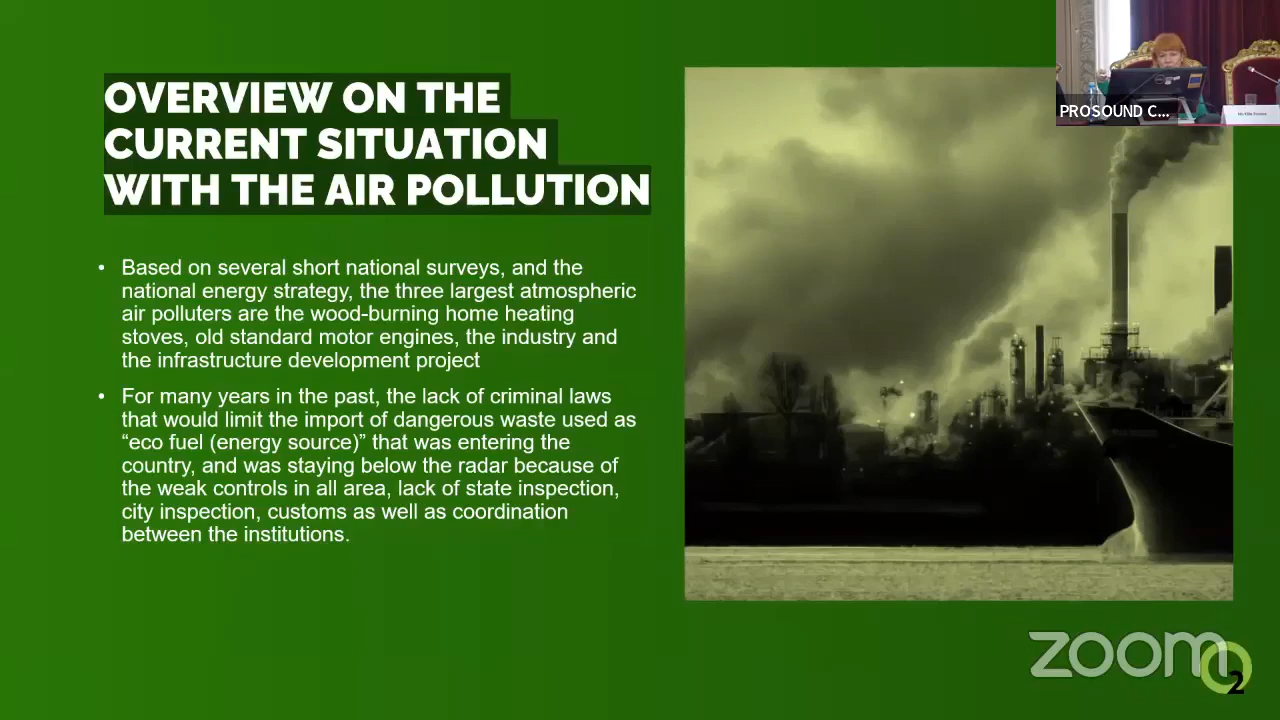 OVERVIEW ON THE
CURRENT SITUATION
WITH THE AIR POLLUTION
• Based on several short national surveys, and the
national energy strategy, the three largest atmospheric
air polluters are the wood-burning home heating
stoves, old standard motor engines, the industry and
the infrastructure development project
• For many years in the past, the lack of criminal laws
that would limit the import of dangerous waste used as
“eco fuel (energy source)” that was entering the
country, and was staying below the radar because of
the weak controls in all area, lack of state inspection,
city inspection, customs as well as coordination
between the institutions.
PROSOUND C...
zoom
2